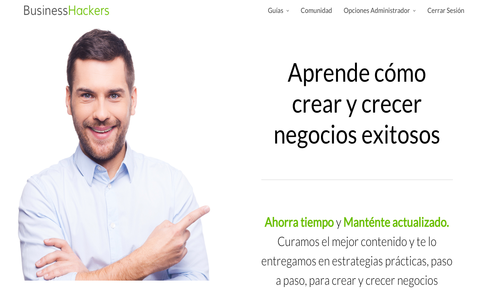 BusinessHackers
Guías Comunidad Opciones Administrador Cerrar Sesión
Aprende cómo
crear y crecer
negocios exitosos
Ahorra tiempo y Manténte actualizado.
Curamos el mejor contenido y te lo
entregamos en estrategias prácticas, paso
a paso, para crear y crecer negocios